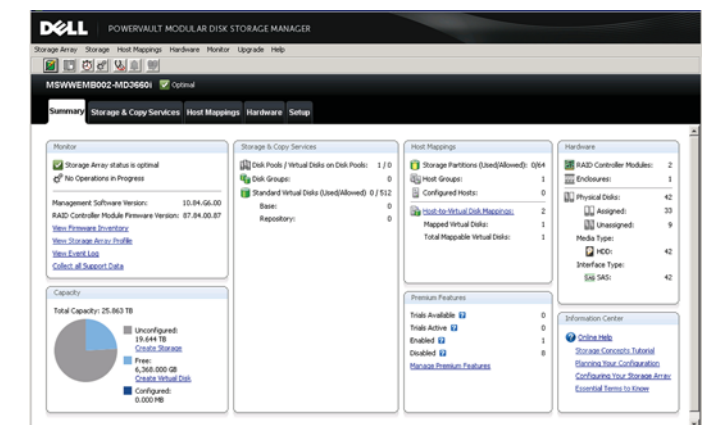 DELL POWERVAULT MODULAR DISK STORAGE MANAGER
Storage Array Storage Host Mappings Hardware Monitor Upgrade Help
MSWWEMB002-MD3660i Optimal
Summary Storage & Copy Services Host Mappings Hardware Setup
Monitor
Storage Array status is optimal
No Operations in Progress
Management Software Version: 10.84.G6.00
RAID Controller Module Firmware Version: 07.84.00.87
View Firmware Inventory
View Storage Array Profile
View Event Log
Collect all Support Data
Capacity
Total Capacity: 25.863 TB
Unconfigured:
19.644 TB
Create Storage
Free:
6,368.000 GB
Create Virtual Disk
Configured:
0.000 MB
Storage & Copy Services
Disk Pools / Virtual Disks on Disk Pools: 1 / 0
Disk Groups: 0
Standard Virtual Disks (Used/Allowed) 0 / 512
Base: 0
Repository: 0
Host Mappings
Storage Partitions (Used/Allowed): 0/64
Host Groups: 1
Configured Hosts: 0
Host-to-Virtual Disk Mappings: 2
Mapped Virtual Disks: 1
Total Mappable Virtual Disks: 1
Premium Features
Trials Available 0
Trials Active 0
Enabled 1
Disabled 8
Manage Premium Features
Hardware
RAID Controller Modules: 2
Enclosures: 1
Physical Disks: 42
Assigned: 33
Unassigned: 9
Media Type:
HDD: 42
Interface Type:
SAS: 42
Information Center
Online Help
Storage Concepts Tutorial
Planning Your Configuration
Configuring Your Storage Array
Essential Terms to Know